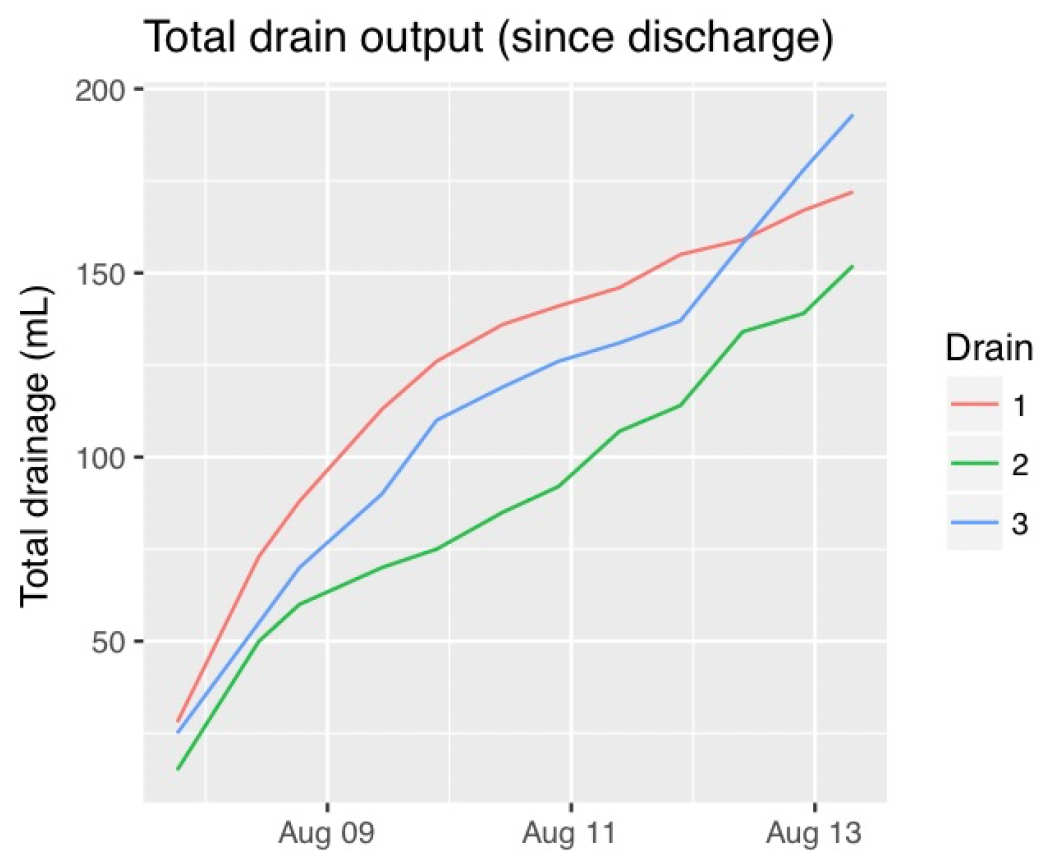 Total drain output (since discharge)
Total drainage (mL)
200
150
100
50
Aug 09
Aug 11
Aug 13
Drain
1
2
3